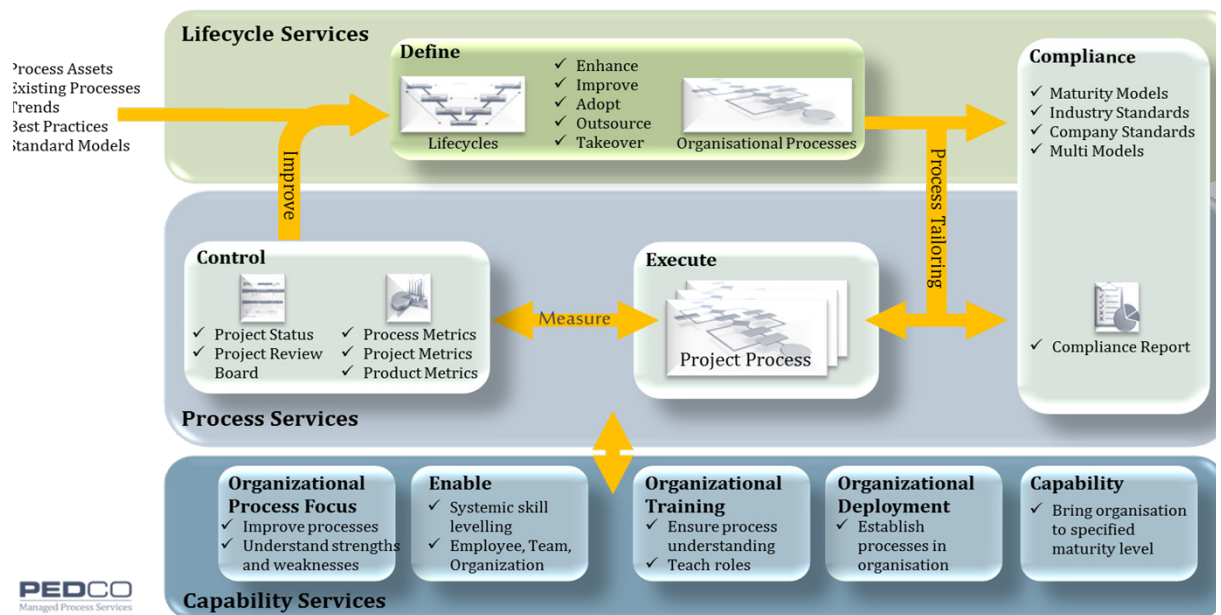 Lifecycle Services
Process Assets
Existing Processes
Trends
Best Practices
Standard Models
Define
✓ Enhance
✓ Improve
✓ Adopt
✓ Outsource
✓ Takeover
Lifecycles
Organisational Processes
Compliance
✓ Maturity Models
✓ Industry Standards
✓ Company Standards
✓ Multi Models
✓ Compliance Report
Improve
Process Tailoring
Control
✓ Project Status
✓ Project Review
Board
✓ Process Metrics
✓ Project Metrics
✓ Product Metrics
Measure
Execute
Project Process
Process Services
Organizational
Process Focus
✓ Improve processes
✓ Understand strengths
and weaknesses
Enable
✓ Systemic skill
levelling
✓ Employee, Team,
Organization
Organizational
Training
✓ Ensure process
understanding
✓ Teach roles
Organizational
Deployment
✓ Establish
processes in
organisation
Capability
✓ Bring organisation
to specified
maturity level
Capability Services
PEDCO
Managed Process Services